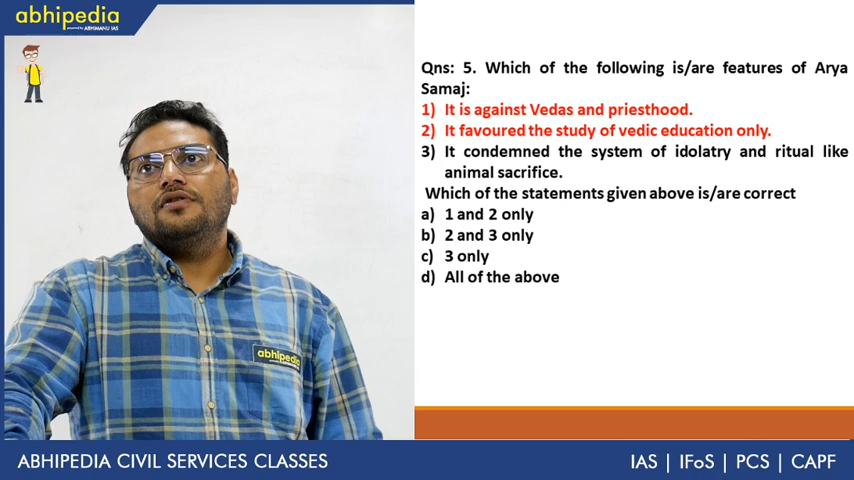 abhipedia
powered by ABHIMANU IAS
Qns: 5. Which of the following is/are features of Arya
Samaj:
1) It is against Vedas and priesthood.
2) It favoured the study of vedic education only.
3) It condemned the system of idolatry and ritual like
animal sacrifice.
Which of the statements given above is/are correct
a) 1 and 2 only
b) 2 and 3 only
c) 3 only
d) All of the above
abhipedia
ABHIPEDIA CIVIL SERVICES CLASSES
IAS | IFoS | PCS | CAPF